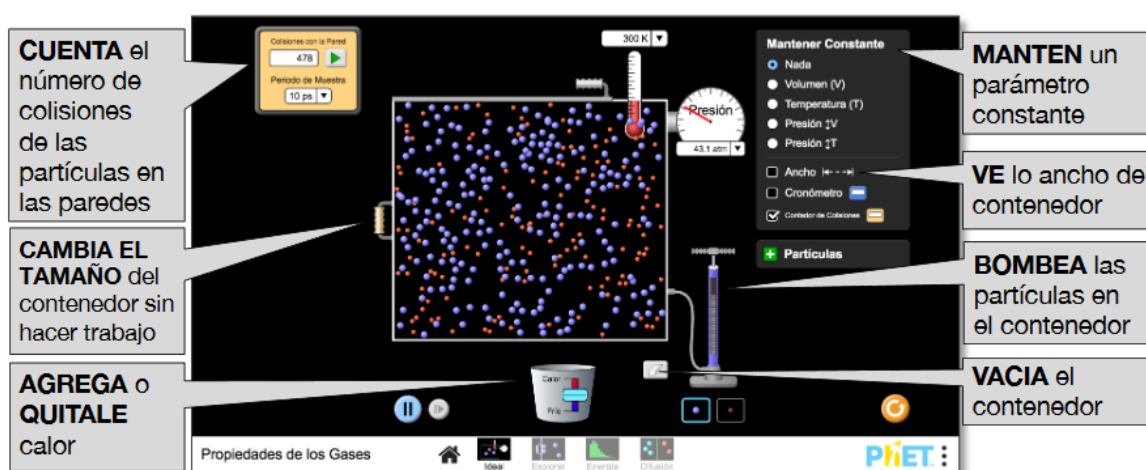 CUENTA el
número de
colisiones
de las
partículas en
las paredes
CAMBIA EL
TAMAÑO del
contenedor sin
hacer trabajo
AGREGA o
QUITALE
calor
Colisiones con la Pared
478
Periodo de Muestra
10 ps
300 K
Presión
43.1 atm
Mantener Constante
Nada
Volumen (V)
Temperatura (T)
Presión ↕V
Presión ↕T
Ancho
Cronómetro
Contador de Colisiones
Partículas
Calor
Frío
Propiedades de los Gases
Ideal
Explorar
Energía
Difusión
PhET
MANTEN un
parámetro
constante
VE lo ancho de
contenedor
BOMBEA las
partículas en
el contenedor
VACIA el
contenedor